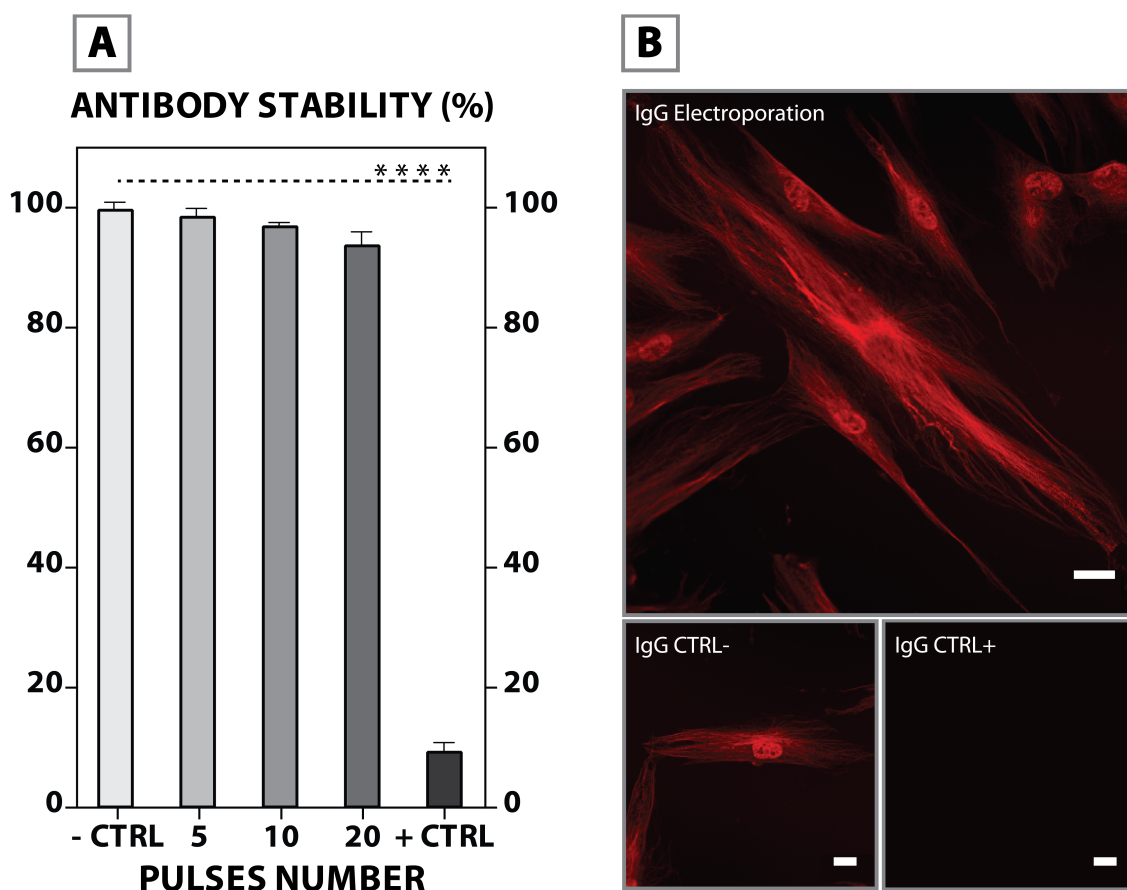 A
ANTIBODY STABILITY (%)
****
100 100
80 80
60 60
40 40
20 20
0 0
- CTRL 5 10 20 + CTRL
PULSES NUMBER
B
IgG Electroporation
IgG CTRL-
IgG CTRL+